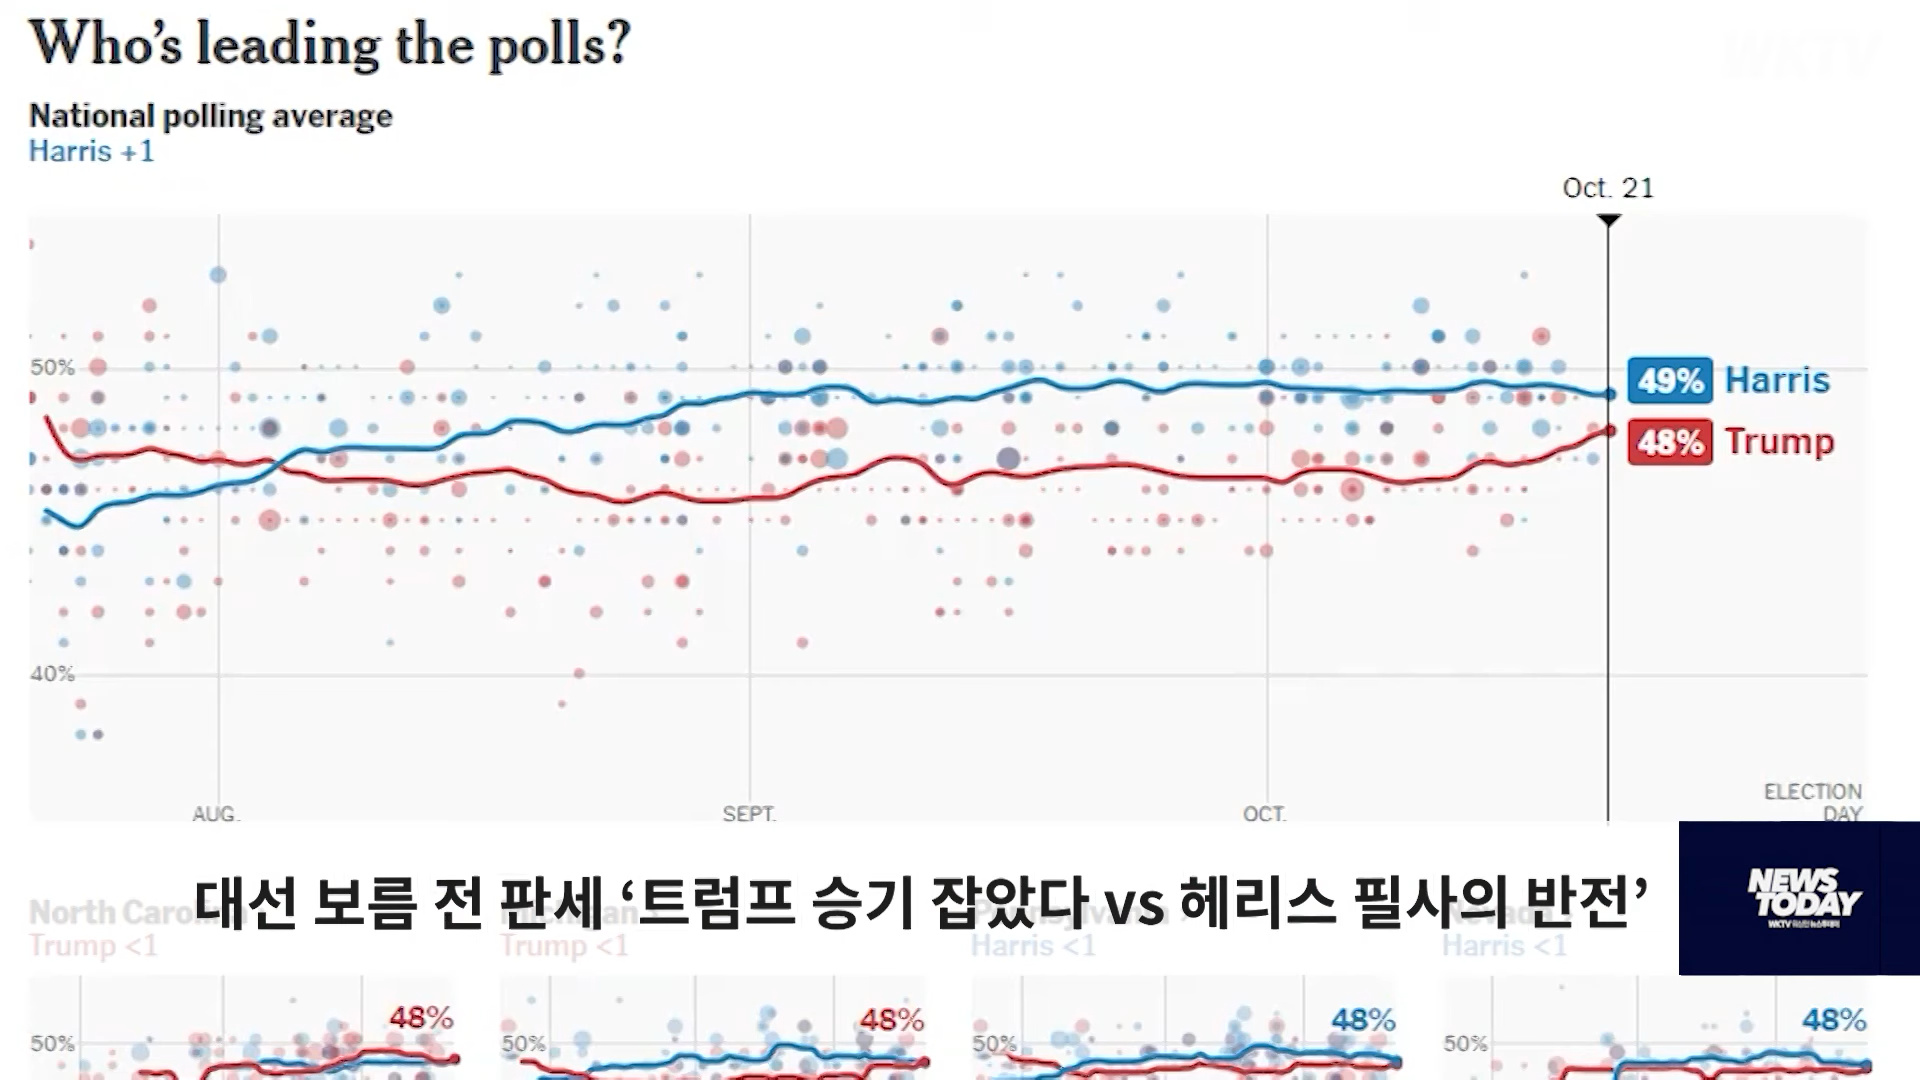 Who's leading the polls?
WKTV
National polling average
Harris +1
Oct. 21
50%
49% Harris
48% Trump
40%
AUG. SEPT. OCT. ELECTION
DAY
대선 보름 전 판세 ‘트럼프 승기 잡았다 vs 헤리스 필사의 반전’
NEWS
TODAY
North Carolin
Trump <1 Trump <1 Harris <1 Harris <1
48% 48% 48% 48%
50% 50% 50% 50%